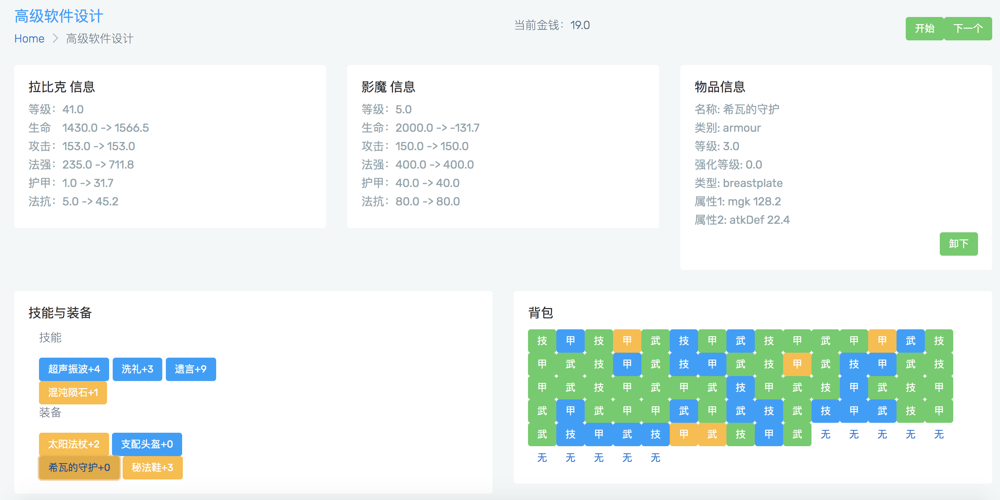 高级软件设计
Home > 高级软件设计
当前金钱：19.0
开始 下一个
拉比克 信息
等级：41.0
生命 1430.0 -> 1566.5
攻击：153.0 -> 153.0
法强：235.0 -> 711.8
护甲：1.0 -> 31.7
法抗：5.0 -> 45.2
影魔 信息
等级：5.0
生命：2000.0 -> -131.7
攻击：150.0 -> 150.0
法强：400.0 -> 400.0
护甲：40.0 -> 40.0
法抗：80.0 -> 80.0
物品信息
名称: 希瓦的守护
类别: armour
等级: 3.0
强化等级: 0.0
类型: breastplate
属性1: mgk 128.2
属性2: atkDef 22.4
卸下
技能与装备
技能
超声振波+4 洗礼+3 遗言+9
混沌陨石+1
装备
太阳法杖+2 支配头盔+0
希瓦的守护+0 秘法鞋+3
背包
技 甲 技 甲 武 技 甲 武 技 甲 武 甲 甲 武 技
甲 武 技 甲 武 技 甲 武 技 甲 武 技 甲 武 技
甲 武 技 甲 武 甲 武 技 甲 武 技 甲 武 技 甲
武 甲 武 甲 甲 武 甲 武 技 武 技 甲 武 技 甲
武 技 甲 武 技 甲 武 技 甲 武 无 无 无 无 无
无 无 无 无 无